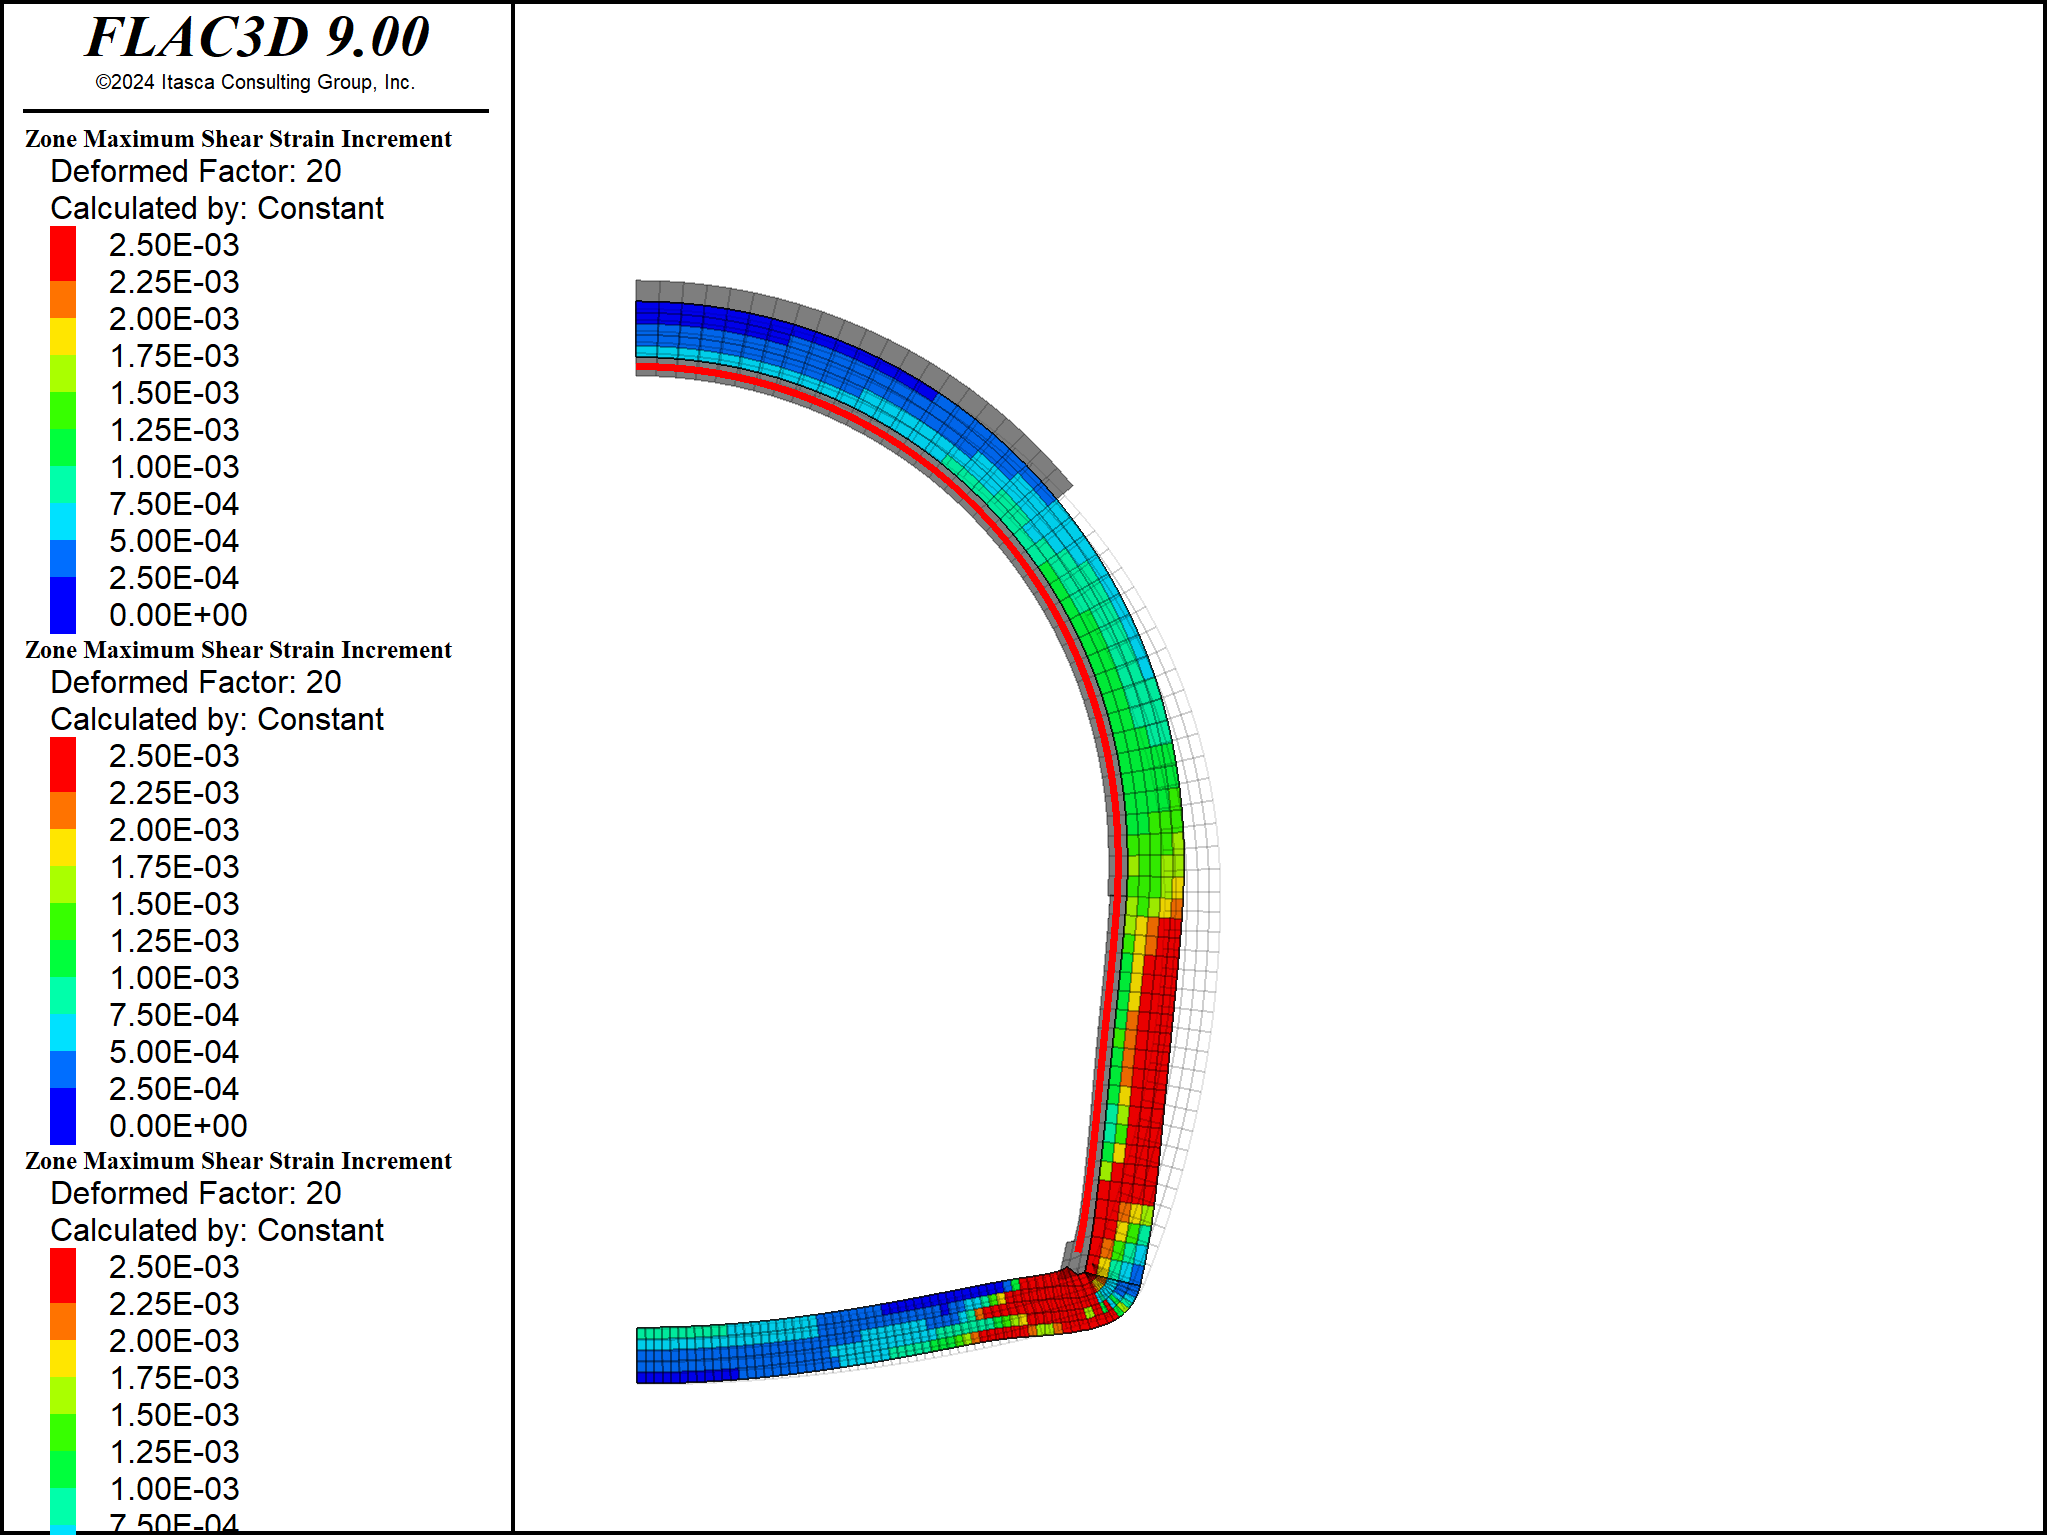 FLAC3D 9.00
©2024 Itasca Consulting Group, Inc.
Zone Maximum Shear Strain Increment
Deformed Factor: 20
Calculated by: Constant
2.50E-03
2.25E-03
2.00E-03
1.75E-03
1.50E-03
1.25E-03
1.00E-03
7.50E-04
5.00E-04
2.50E-04
0.00E+00
Zone Maximum Shear Strain Increment
Deformed Factor: 20
Calculated by: Constant
2.50E-03
2.25E-03
2.00E-03
1.75E-03
1.50E-03
1.25E-03
1.00E-03
7.50E-04
5.00E-04
2.50E-04
0.00E+00
Zone Maximum Shear Strain Increment
Deformed Factor: 20
Calculated by: Constant
2.50E-03
2.25E-03
2.00E-03
1.75E-03
1.50E-03
1.25E-03
1.00E-03
7.50E-04